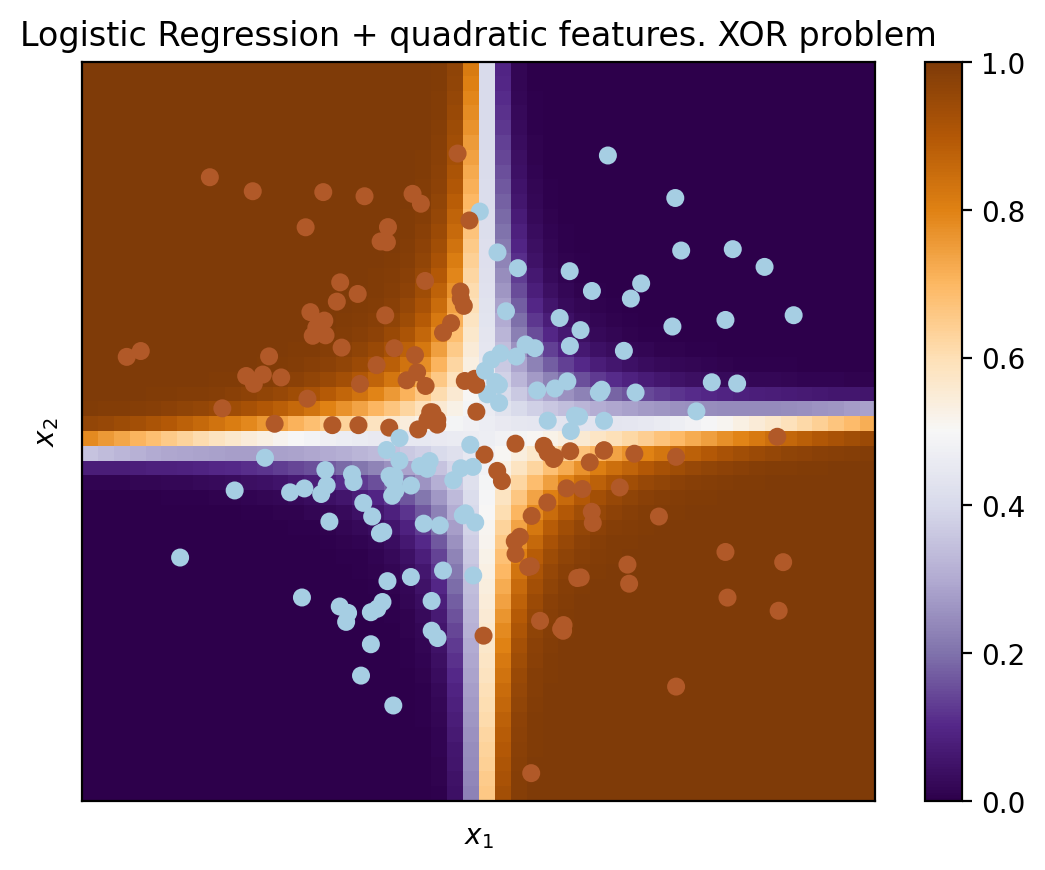 Logistic Regression + quadratic features. XOR problem
1.0
0.8
0.6
0.4
0.2
0.0
x₂
x₁